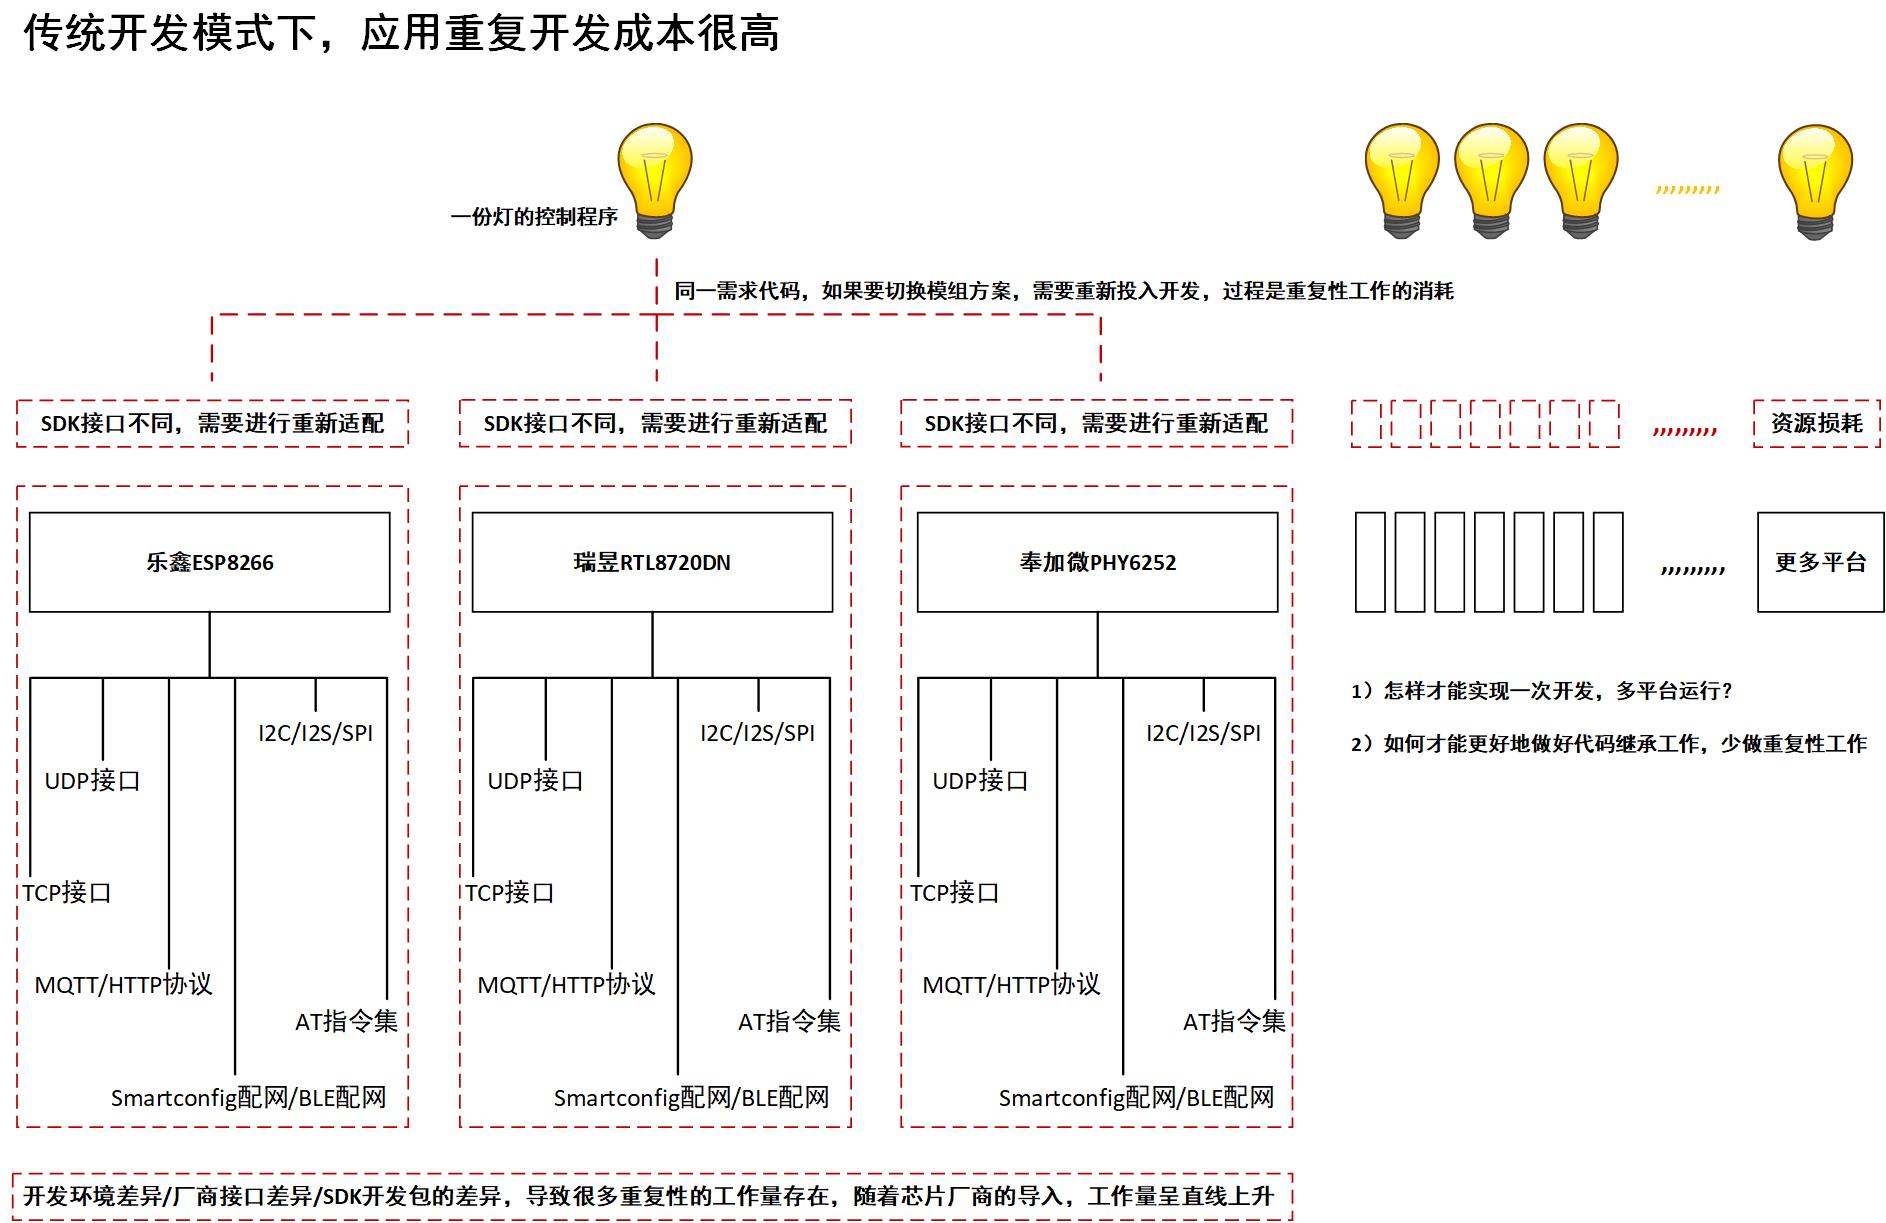 传统开发模式下，应用重复开发成本很高
一份灯的控制程序
,,,,,,,,,
同一需求代码，如果要切换模组方案，需要重新投入开发，过程是重复性工作的消耗
SDK接口不同，需要进行重新适配
SDK接口不同，需要进行重新适配
SDK接口不同，需要进行重新适配
,,,,,,,,,
资源损耗
乐鑫ESP8266
瑞昱RTL8720DN
奉加微PHY6252
,,,,,,,,,
更多平台
I2C/I2S/SPI
UDP接口
TCP接口
MQTT/HTTP协议
AT指令集
Smartconfig配网/BLE配网
I2C/I2S/SPI
UDP接口
TCP接口
MQTT/HTTP协议
AT指令集
Smartconfig配网/BLE配网
I2C/I2S/SPI
UDP接口
TCP接口
MQTT/HTTP协议
AT指令集
Smartconfig配网/BLE配网
1）怎样才能实现一次开发，多平台运行？
2）如何才能更好地做好代码继承工作，少做重复性工作
开发环境差异/厂商接口差异/SDK开发包的差异，导致很多重复性的工作量存在，随着芯片厂商的导入，工作量呈直线上升